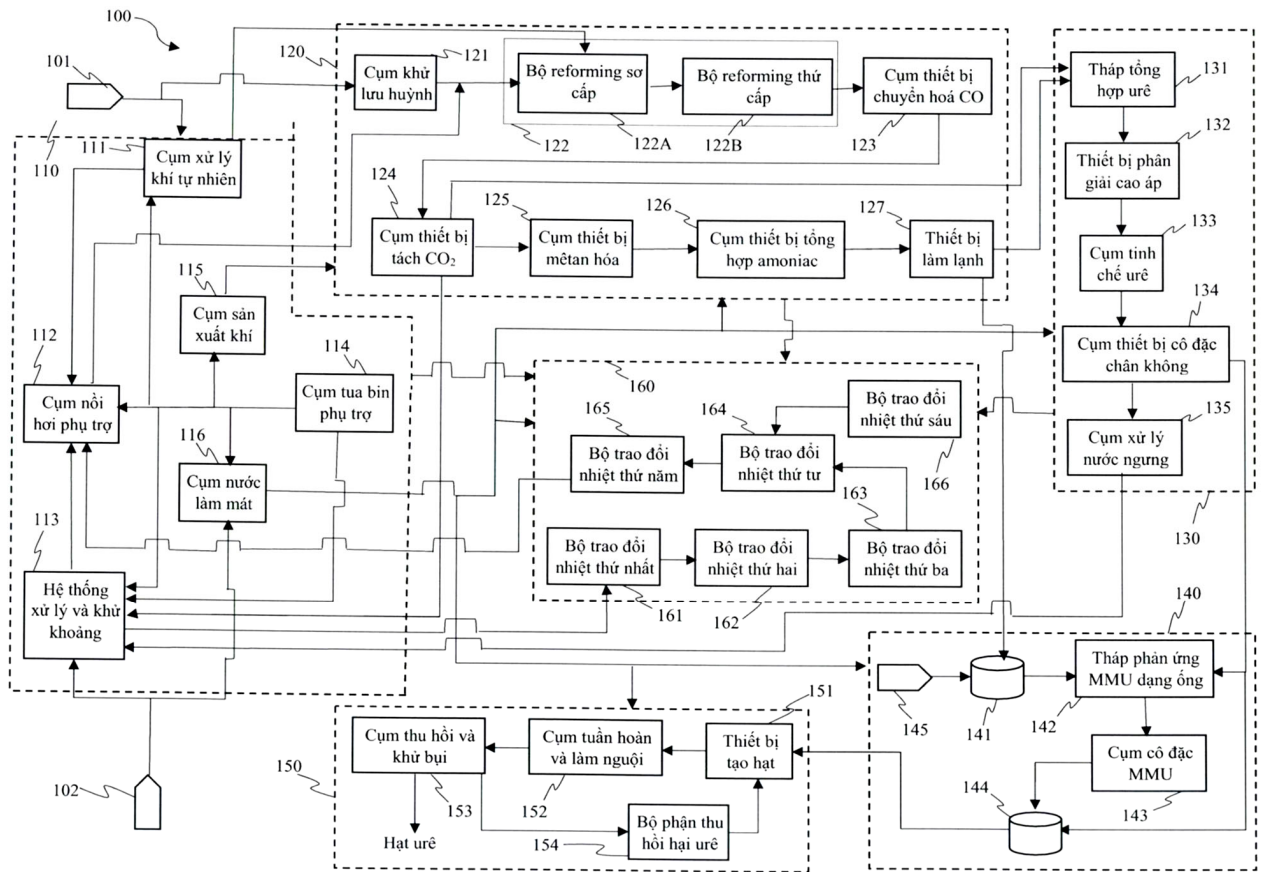 100
101
120
121
Cụm khử
lưu huỳnh
Bộ reforming sơ
cấp
Bộ reforming thứ
cấp
Cụm thiết bị
chuyển hoá CO
122
122A
122B
123
Tháp tổng
hợp urê
131
132
Thiết bị phân
giải cao áp
133
Cụm tinh
chế urê
134
Cụm thiết bị cô đặc
chân không
135
Cụm xử lý
nước ngưng
130
110
111
Cụm xử lý
khí tự nhiên
124
Cụm thiết bị
tách CO₂
125
Cụm thiết bị
mêtan hóa
126
Cụm thiết bị tổng
hợp amoniac
127
Thiết bị
làm lạnh
115
Cụm sản
xuất khí
112
Cụm nồi
hơi phụ trợ
114
Cụm tua bin
phụ trợ
116
Cụm nước
làm mát
113
Hệ thống
xử lý và khử
khoảng
102
160
165
Bộ trao đổi
nhiệt thứ năm
164
Bộ trao đổi
nhiệt thứ tư
Bộ trao đổi
nhiệt thứ sáu
166
163
Bộ trao đổi
nhiệt thứ nhất
Bộ trao đổi
nhiệt thứ hai
Bộ trao đổi
nhiệt thứ ba
161
162
140
145
141
Tháp phản ứng
MMU dạng ống
142
Cụm cô đặc
MMU
143
144
150
151
Cụm thu hồi và
khử bụi
Cụm tuần hoàn
và làm nguội
Thiết bị
tạo hạt
153
152
Bộ phận thu
hồi hại urê
154
Hạt urê